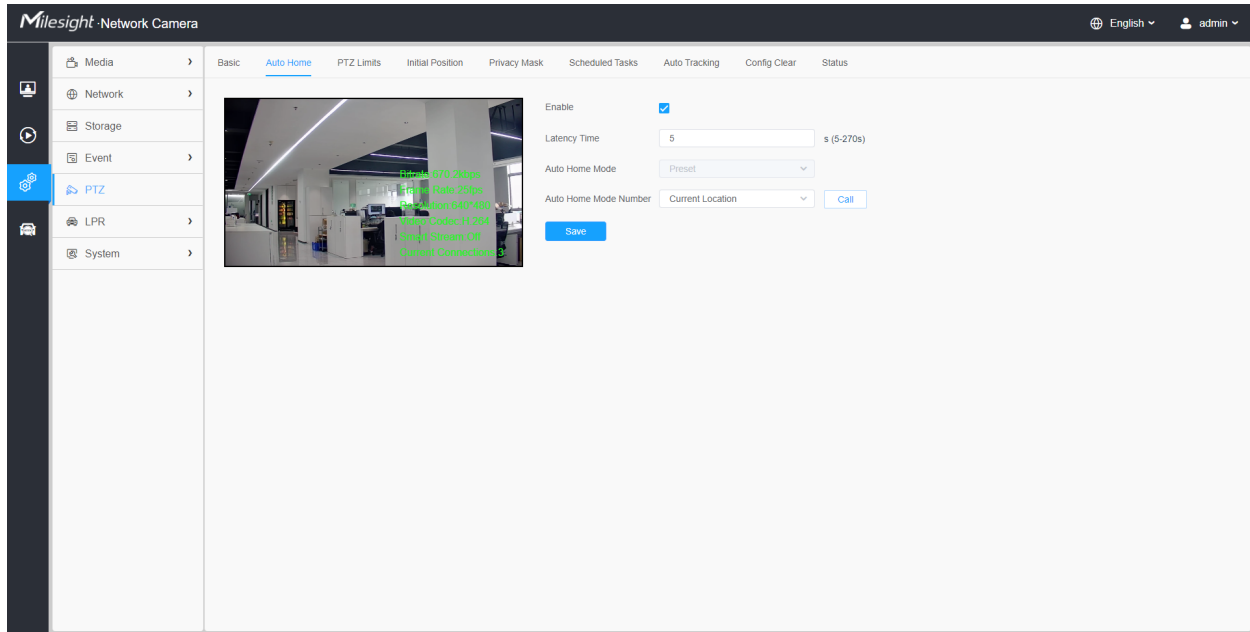 Milesight · Network Camera
English
admin
Media
Network
Storage
Event
PTZ
LPR
System
Basic
Auto Home
PTZ Limits
Initial Position
Privacy Mask
Scheduled Tasks
Auto Tracking
Config Clear
Status
Enable
Latency Time
5
s (5-270s)
Auto Home Mode
Preset
Auto Home Mode Number
Current Location
Call
Save